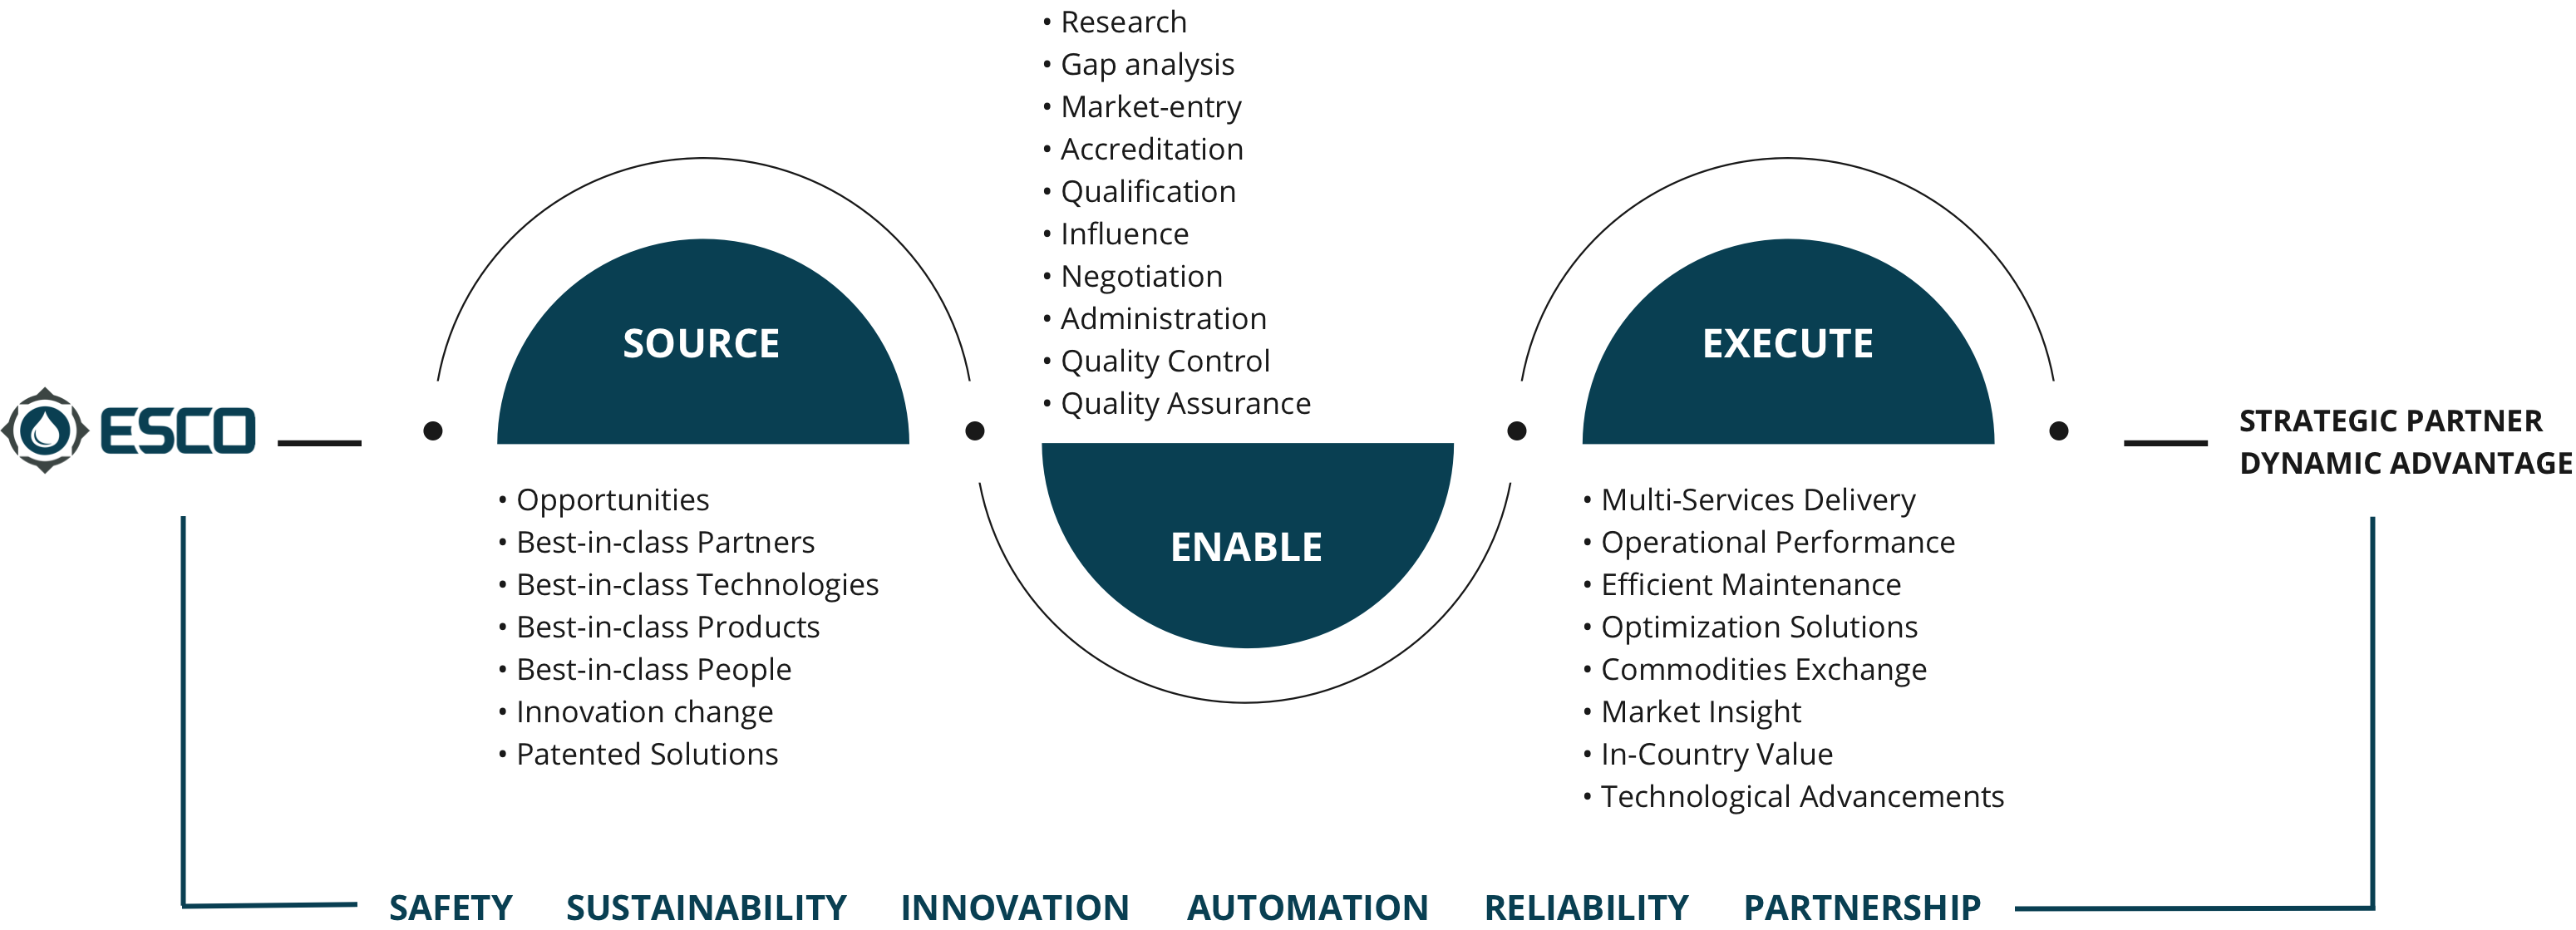 ESCO
SOURCE
• Opportunities
• Best-in-class Partners
• Best-in-class Technologies
• Best-in-class Products
• Best-in-class People
• Innovation change
• Patented Solutions
• Research
• Gap analysis
• Market-entry
• Accreditation
• Qualification
• Influence
• Negotiation
• Administration
• Quality Control
• Quality Assurance
ENABLE
EXECUTE
• Multi-Services Delivery
• Operational Performance
• Efficient Maintenance
• Optimization Solutions
• Commodities Exchange
• Market Insight
• In-Country Value
• Technological Advancements
STRATEGIC PARTNER
DYNAMIC ADVANTAGE
SAFETY SUSTAINABILITY INNOVATION AUTOMATION RELIABILITY PARTNERSHIP